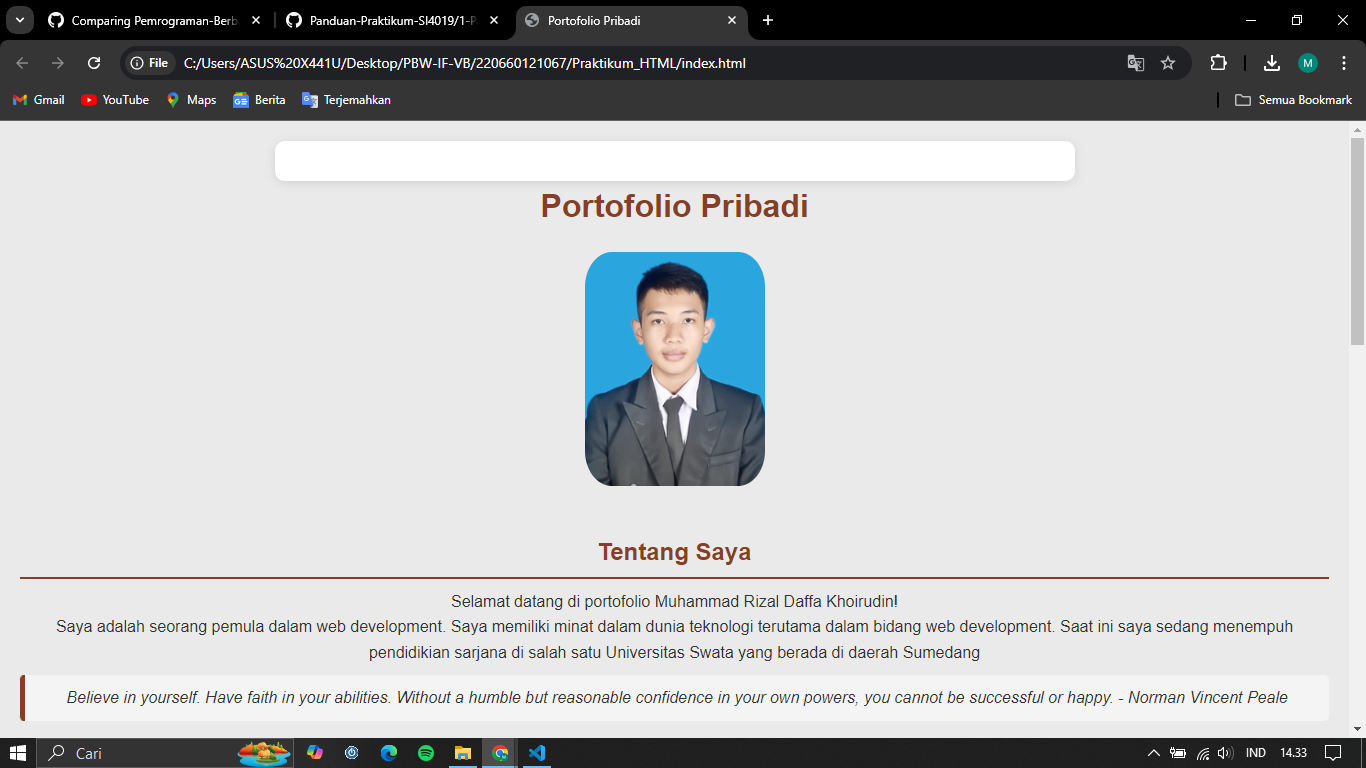 Comparing Pemrograman-Berb
Panduan-Praktikum-SI4019/1-P
Portofolio Pribadi
File
C:/Users/ASUS%20X441U/Desktop/PBW-IF-VB/220660121067/Praktikum_HTML/index.html
M
Gmail
YouTube
Maps
Berita
Terjemahkan
Semua Bookmark
Portofolio Pribadi
Tentang Saya
Selamat datang di portofolio Muhammad Rizal Daffa Khoirudin!
Saya adalah seorang pemula dalam web development. Saya memiliki minat dalam dunia teknologi terutama dalam bidang web development. Saat ini saya sedang menempuh
pendidikian sarjana di salah satu Universitas Swata yang berada di daerah Sumedang
Believe in yourself. Have faith in your abilities. Without a humble but reasonable confidence in your own powers, you cannot be successful or happy. - Norman Vincent Peale
Cari
IND
14.33